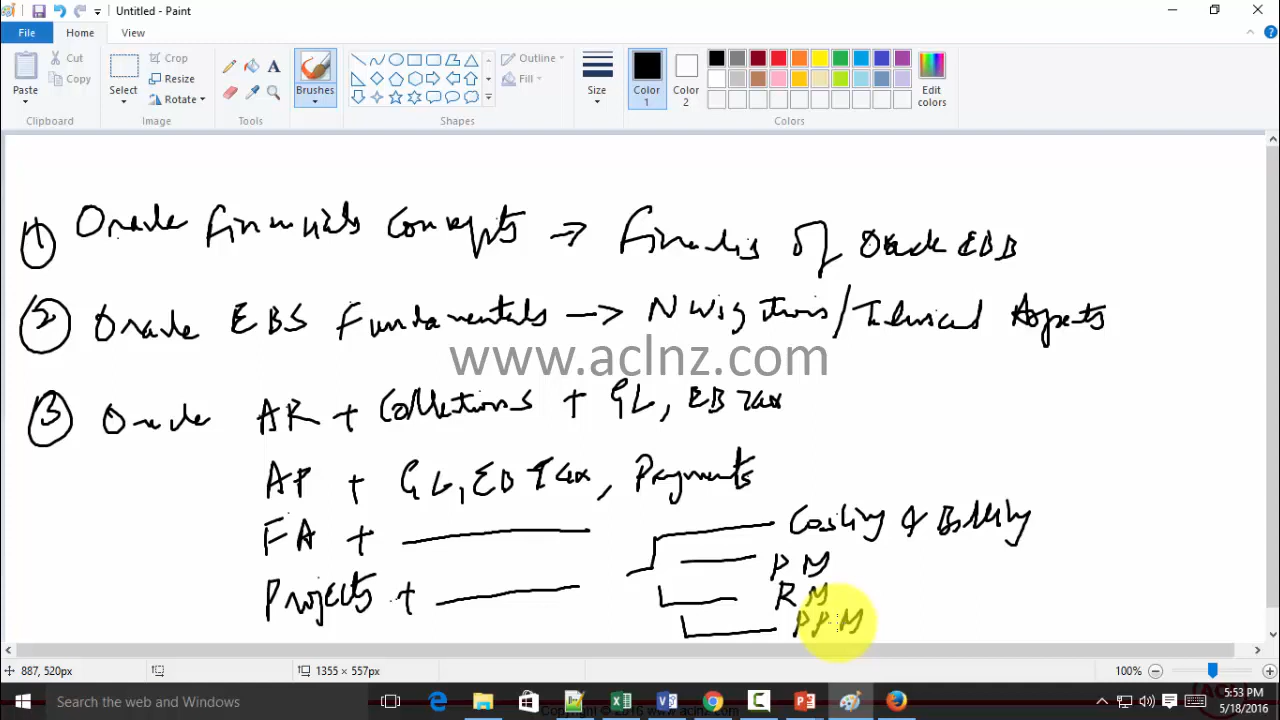 Untitled - Paint
File Home View
Cut
Copy
Paste
Clipboard
Crop
Resize
Rotate
Select
Image
Tools
Brushes
Outline
Fill
Shapes
Size
Color 1
Color 2
Edit colors
Colors
① Oracle Financials Concepts → of Oracle EBS
② Oracle EBS Fundamentals → Navigations/Technical Aspects
www.aclnz.com
③ Oracle AR + Collections + GL, EB Tax
AP + GL, EB Tax, Payments
FA +
Costing & Billing
PM
Projects +
RM
PPM
887, 520px
1355 × 557px
100%
Search the web and Windows
5:53 PM
5/18/2016
www.aclnz.com